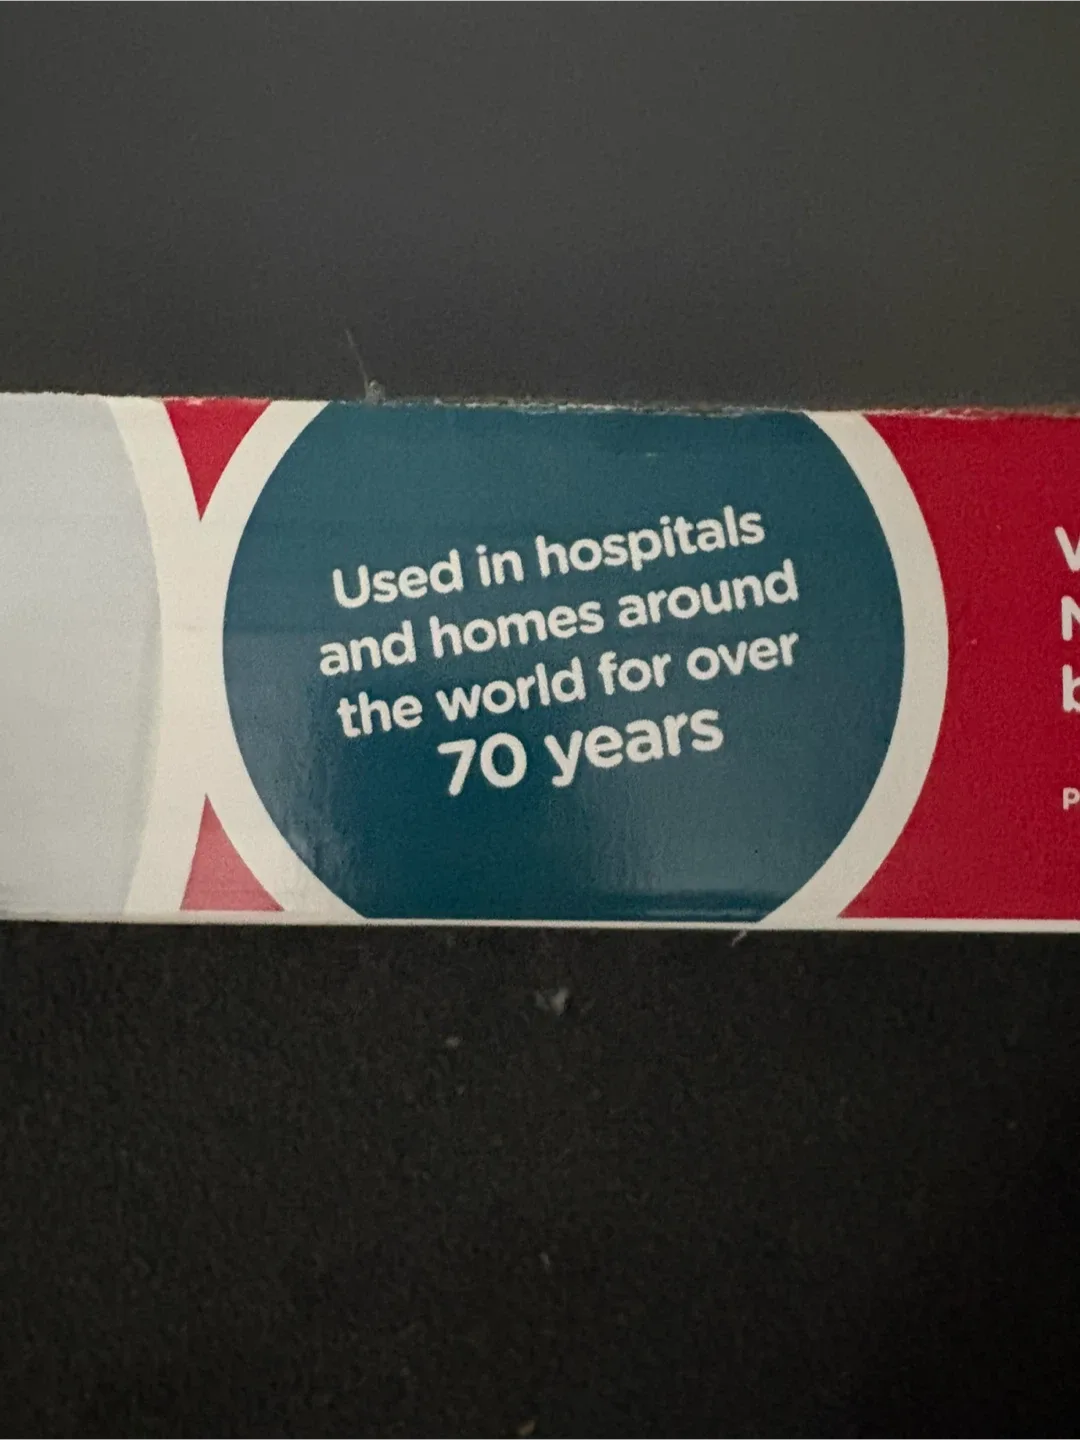 Used in hospitals
and homes around
the world for over
70 years